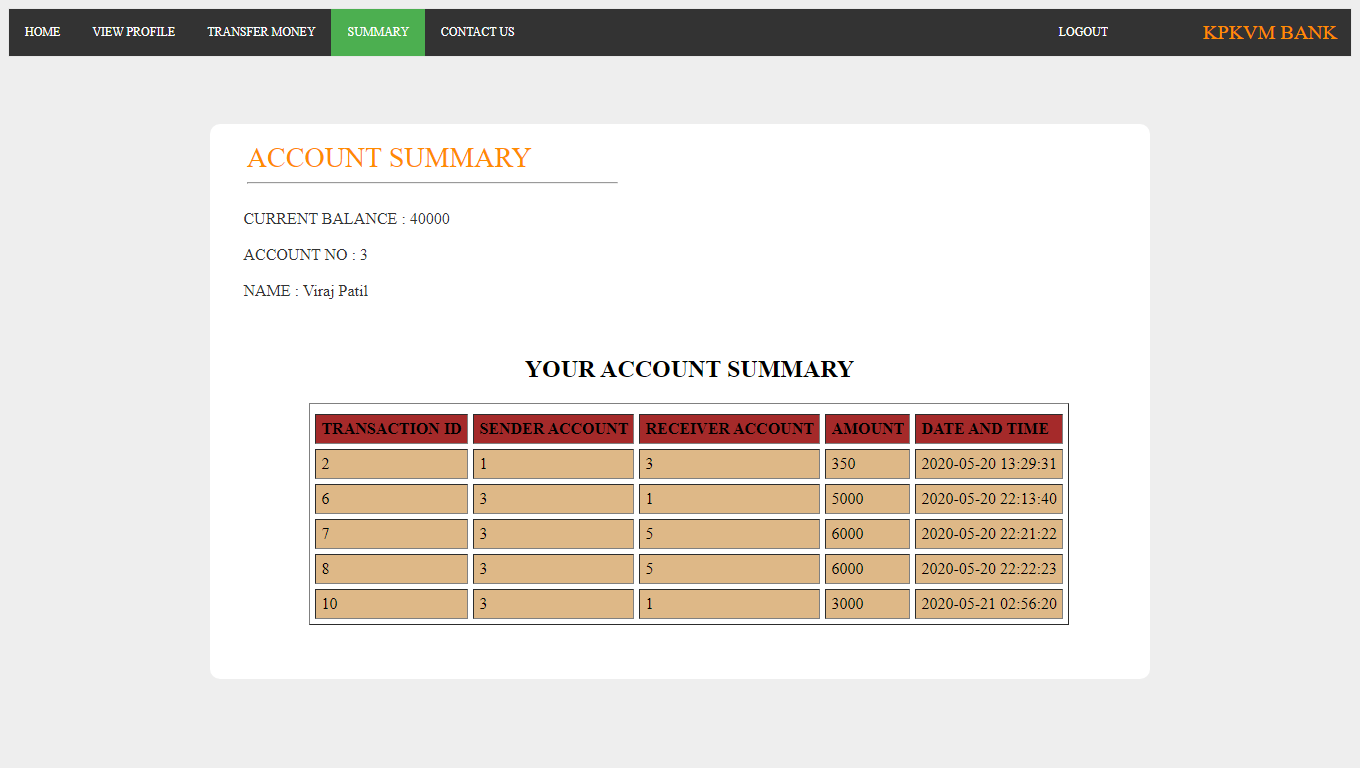 HOME VIEW PROFILE TRANSFER MONEY SUMMARY CONTACT US LOGOUT KPKVM BANK
ACCOUNT SUMMARY
CURRENT BALANCE : 40000
ACCOUNT NO : 3
NAME : Viraj Patil
YOUR ACCOUNT SUMMARY
TRANSACTION ID SENDER ACCOUNT RECEIVER ACCOUNT AMOUNT DATE AND TIME
2 1 3 350 2020-05-20 13:29:31
6 3 1 5000 2020-05-20 22:13:40
7 3 5 6000 2020-05-20 22:21:22
8 3 5 6000 2020-05-20 22:22:23
10 3 1 3000 2020-05-21 02:56:20